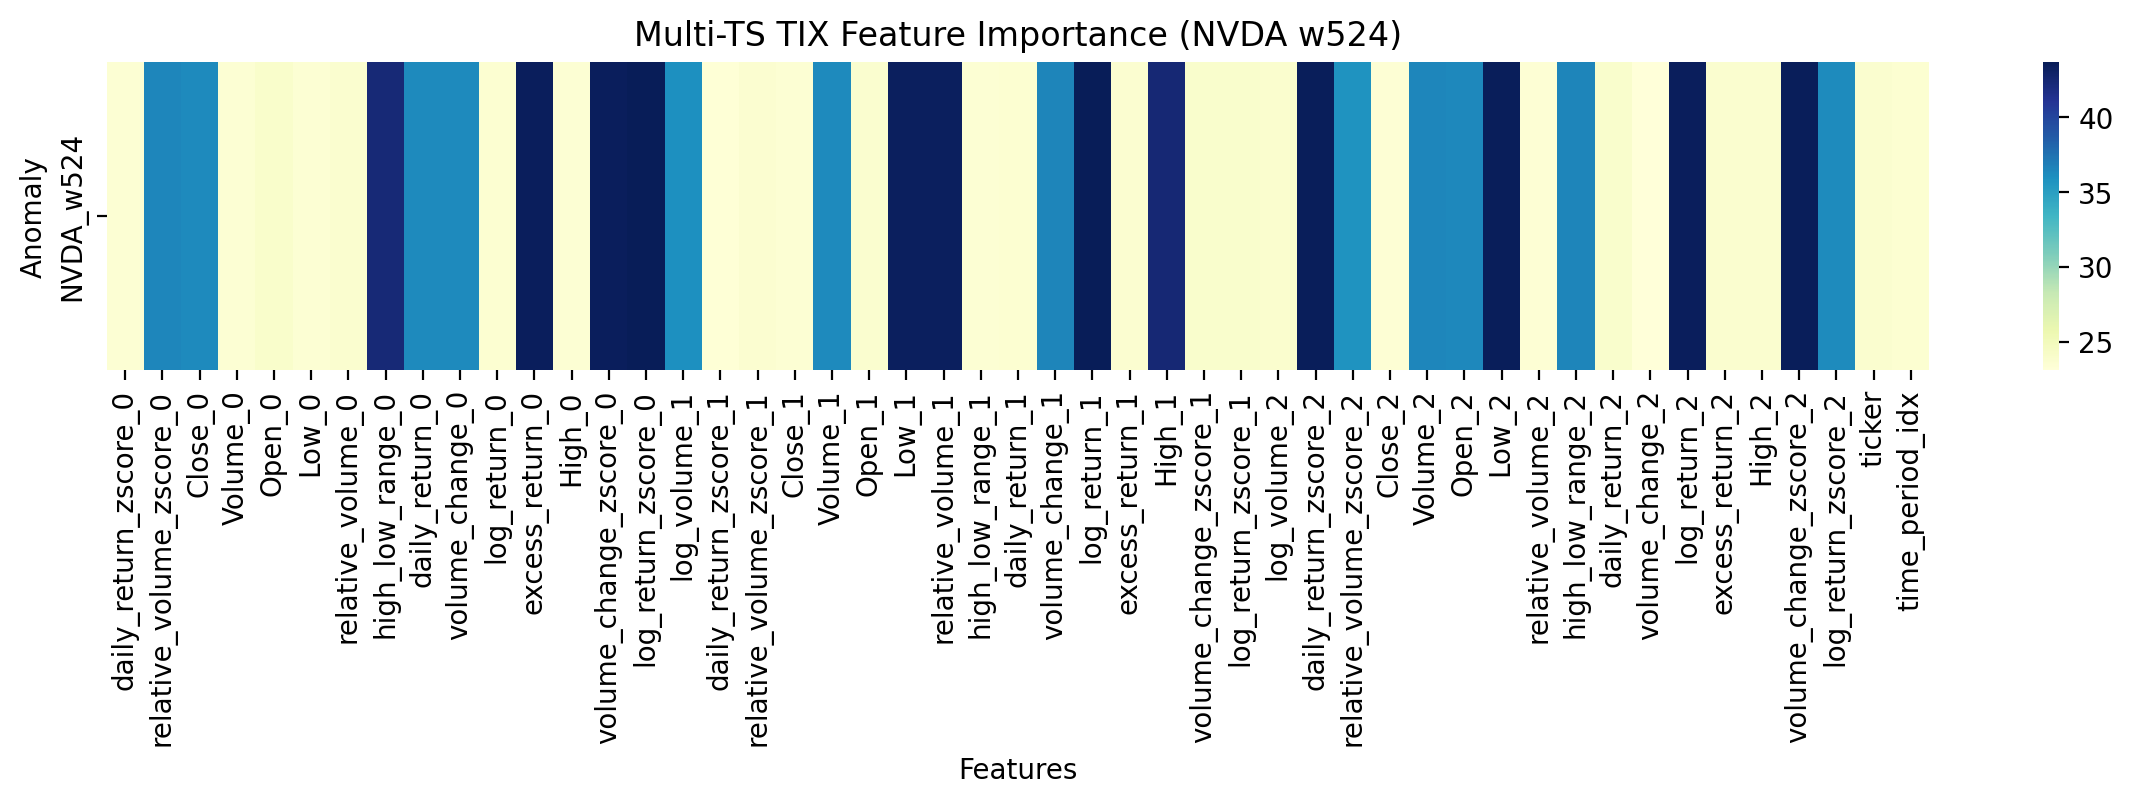 Multi-TS TIX Feature Importance (NVDA w524)
Anomaly
NVDA_w524
40
35
30
25
daily_return_zscore_0
relative_volume_zscore_0
Close_0
Volume_0
Open_0
Low_0
relative_volume_0
high_low_range_0
daily_return_0
volume_change_0
log_return_0
excess_return_0
High_0
volume_change_zscore_0
log_return_zscore_0
log_volume_1
daily_return_zscore_1
relative_volume_zscore_1
Close_1
Volume_1
Open_1
Low_1
relative_volume_1
high_low_range_1
daily_return_1
volume_change_1
log_return_1
excess_return_1
High_1
volume_change_zscore_1
log_return_zscore_1
log_volume_2
daily_return_zscore_2
relative_volume_zscore_2
Close_2
Volume_2
Open_2
Low_2
relative_volume_2
high_low_range_2
daily_return_2
volume_change_2
log_return_2
excess_return_2
High_2
volume_change_zscore_2
log_return_zscore_2
ticker
time_period_idx
Features